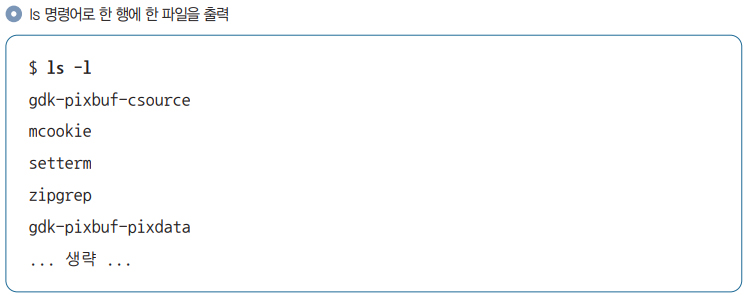 ls 명령어로 한 행에 한 파일을 출력
$ ls -l
gdk-pixbuf-csource
mcookie
setterm
zipgrep
gdk-pixbuf-pixdata
... 생략 ...